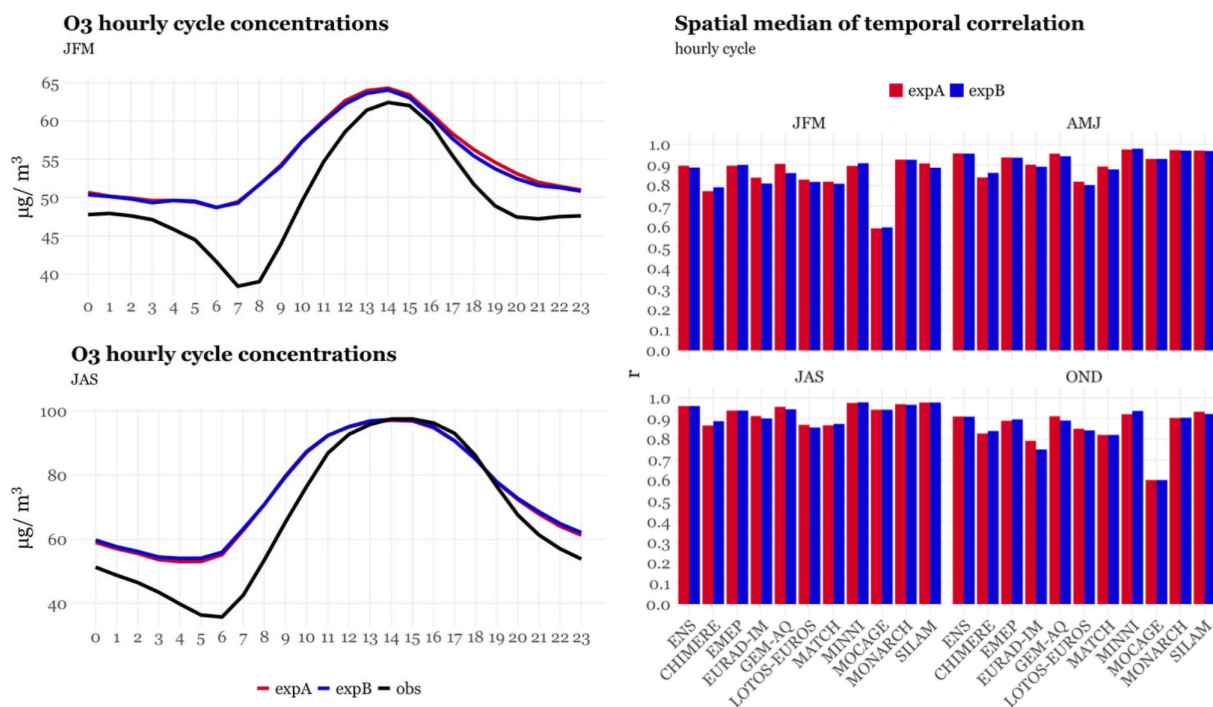 O3 hourly cycle concentrations
JFM
65
60
55
50
45
40
µg/ m³
0 1 2 3 4 5 6 7 8 9 10 11 12 13 14 15 16 17 18 19 20 21 22 23
O3 hourly cycle concentrations
JAS
100
80
60
40
µg/ m³
0 1 2 3 4 5 6 7 8 9 10 11 12 13 14 15 16 17 18 19 20 21 22 23
expA expB obs
Spatial median of temporal correlation
hourly cycle
expA expB
JFM AMJ
1.0
0.9
0.8
0.7
0.6
0.5
0.4
0.3
0.2
0.1
0.0
r
JAS OND
1.0
0.9
0.8
0.7
0.6
0.5
0.4
0.3
0.2
0.1
0.0
ENS CHIMERE EMEP EURAD-IM GEM-AQ LOTOS-EUROS MATCH MINNI MOCAGE MONARCH SILAM ENS CHIMERE EMEP EURAD-IM GEM-AQ LOTOS-EUROS MATCH MINNI MOCAGE MONARCH SILAM